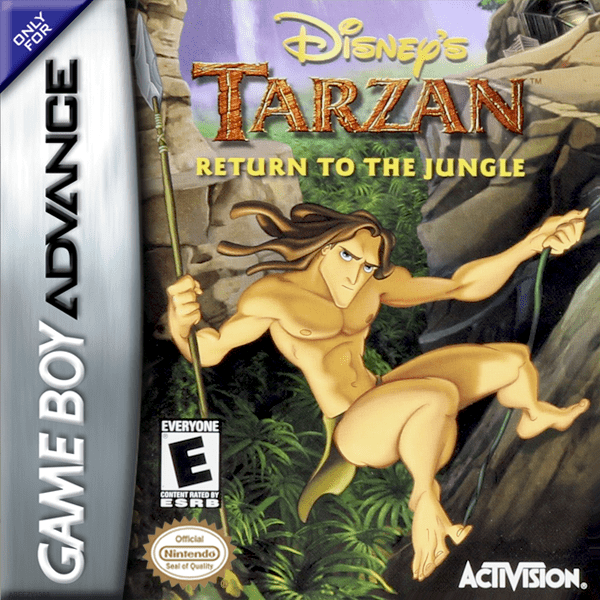 ONLY
FOR
GAME BOY ADVANCE
Disney's
TARZAN™
RETURN TO THE JUNGLE
EVERYONE
E
CONTENT RATED BY
ESRB
Official
Nintendo
Seal of Quality
ACTIVISION®